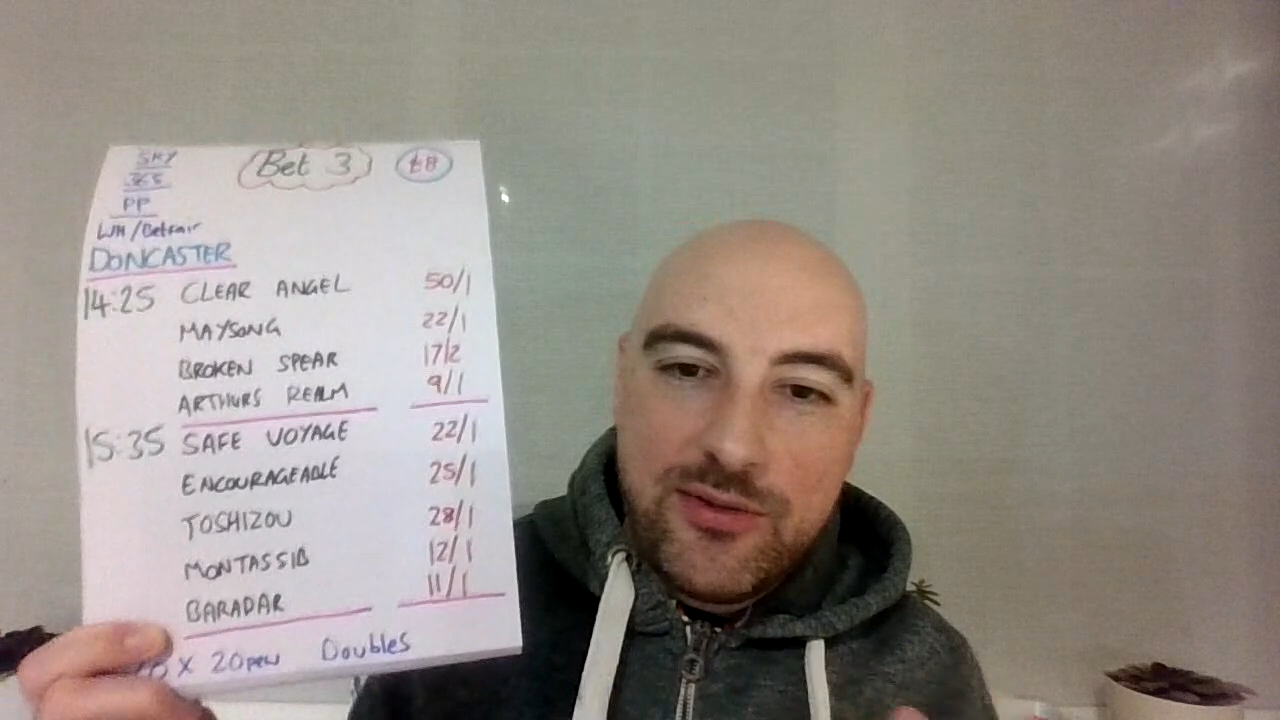 SKY Bet 3 £8
365
PP
WH/Betfair
DONCASTER
14:25 CLEAR ANGEL 50/1
MAYSONG 22/1
BROKEN SPEAR 17/2
ARTHURS REALM 9/1
15:35 SAFE VOYAGE 22/1
ENCOURAGEABLE 25/1
TOSHIZOU 28/1
MONTASSIB 12/1
BARADAR 11/1
X 20pew Doubles